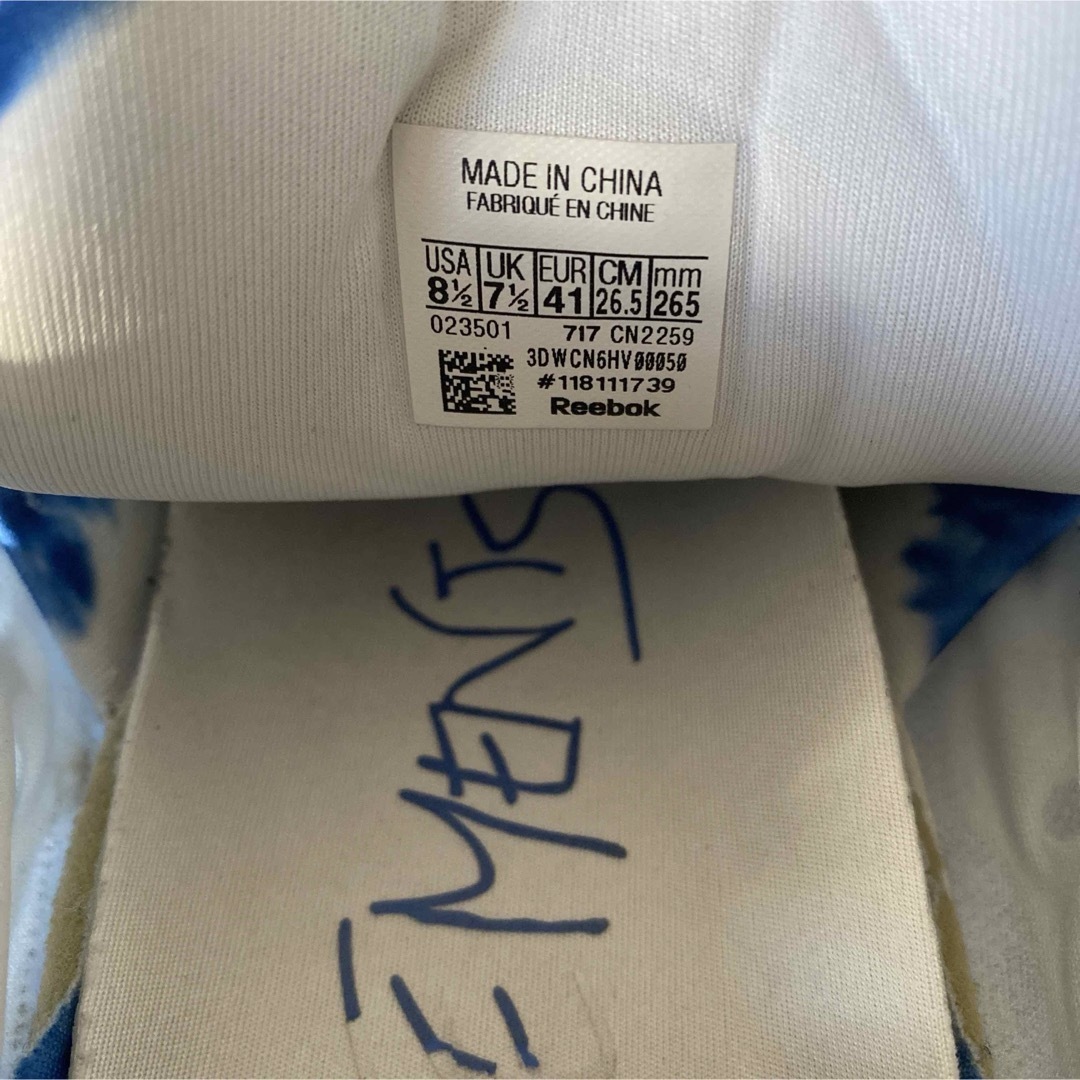 MADE IN CHINA
FABRIQUÉ EN CHINE
USA UK EUR CM mm
8½ 7½ 41 26.5 265
023501 717 CN2259
3DWCN6HV00050
#118111739
Reebok